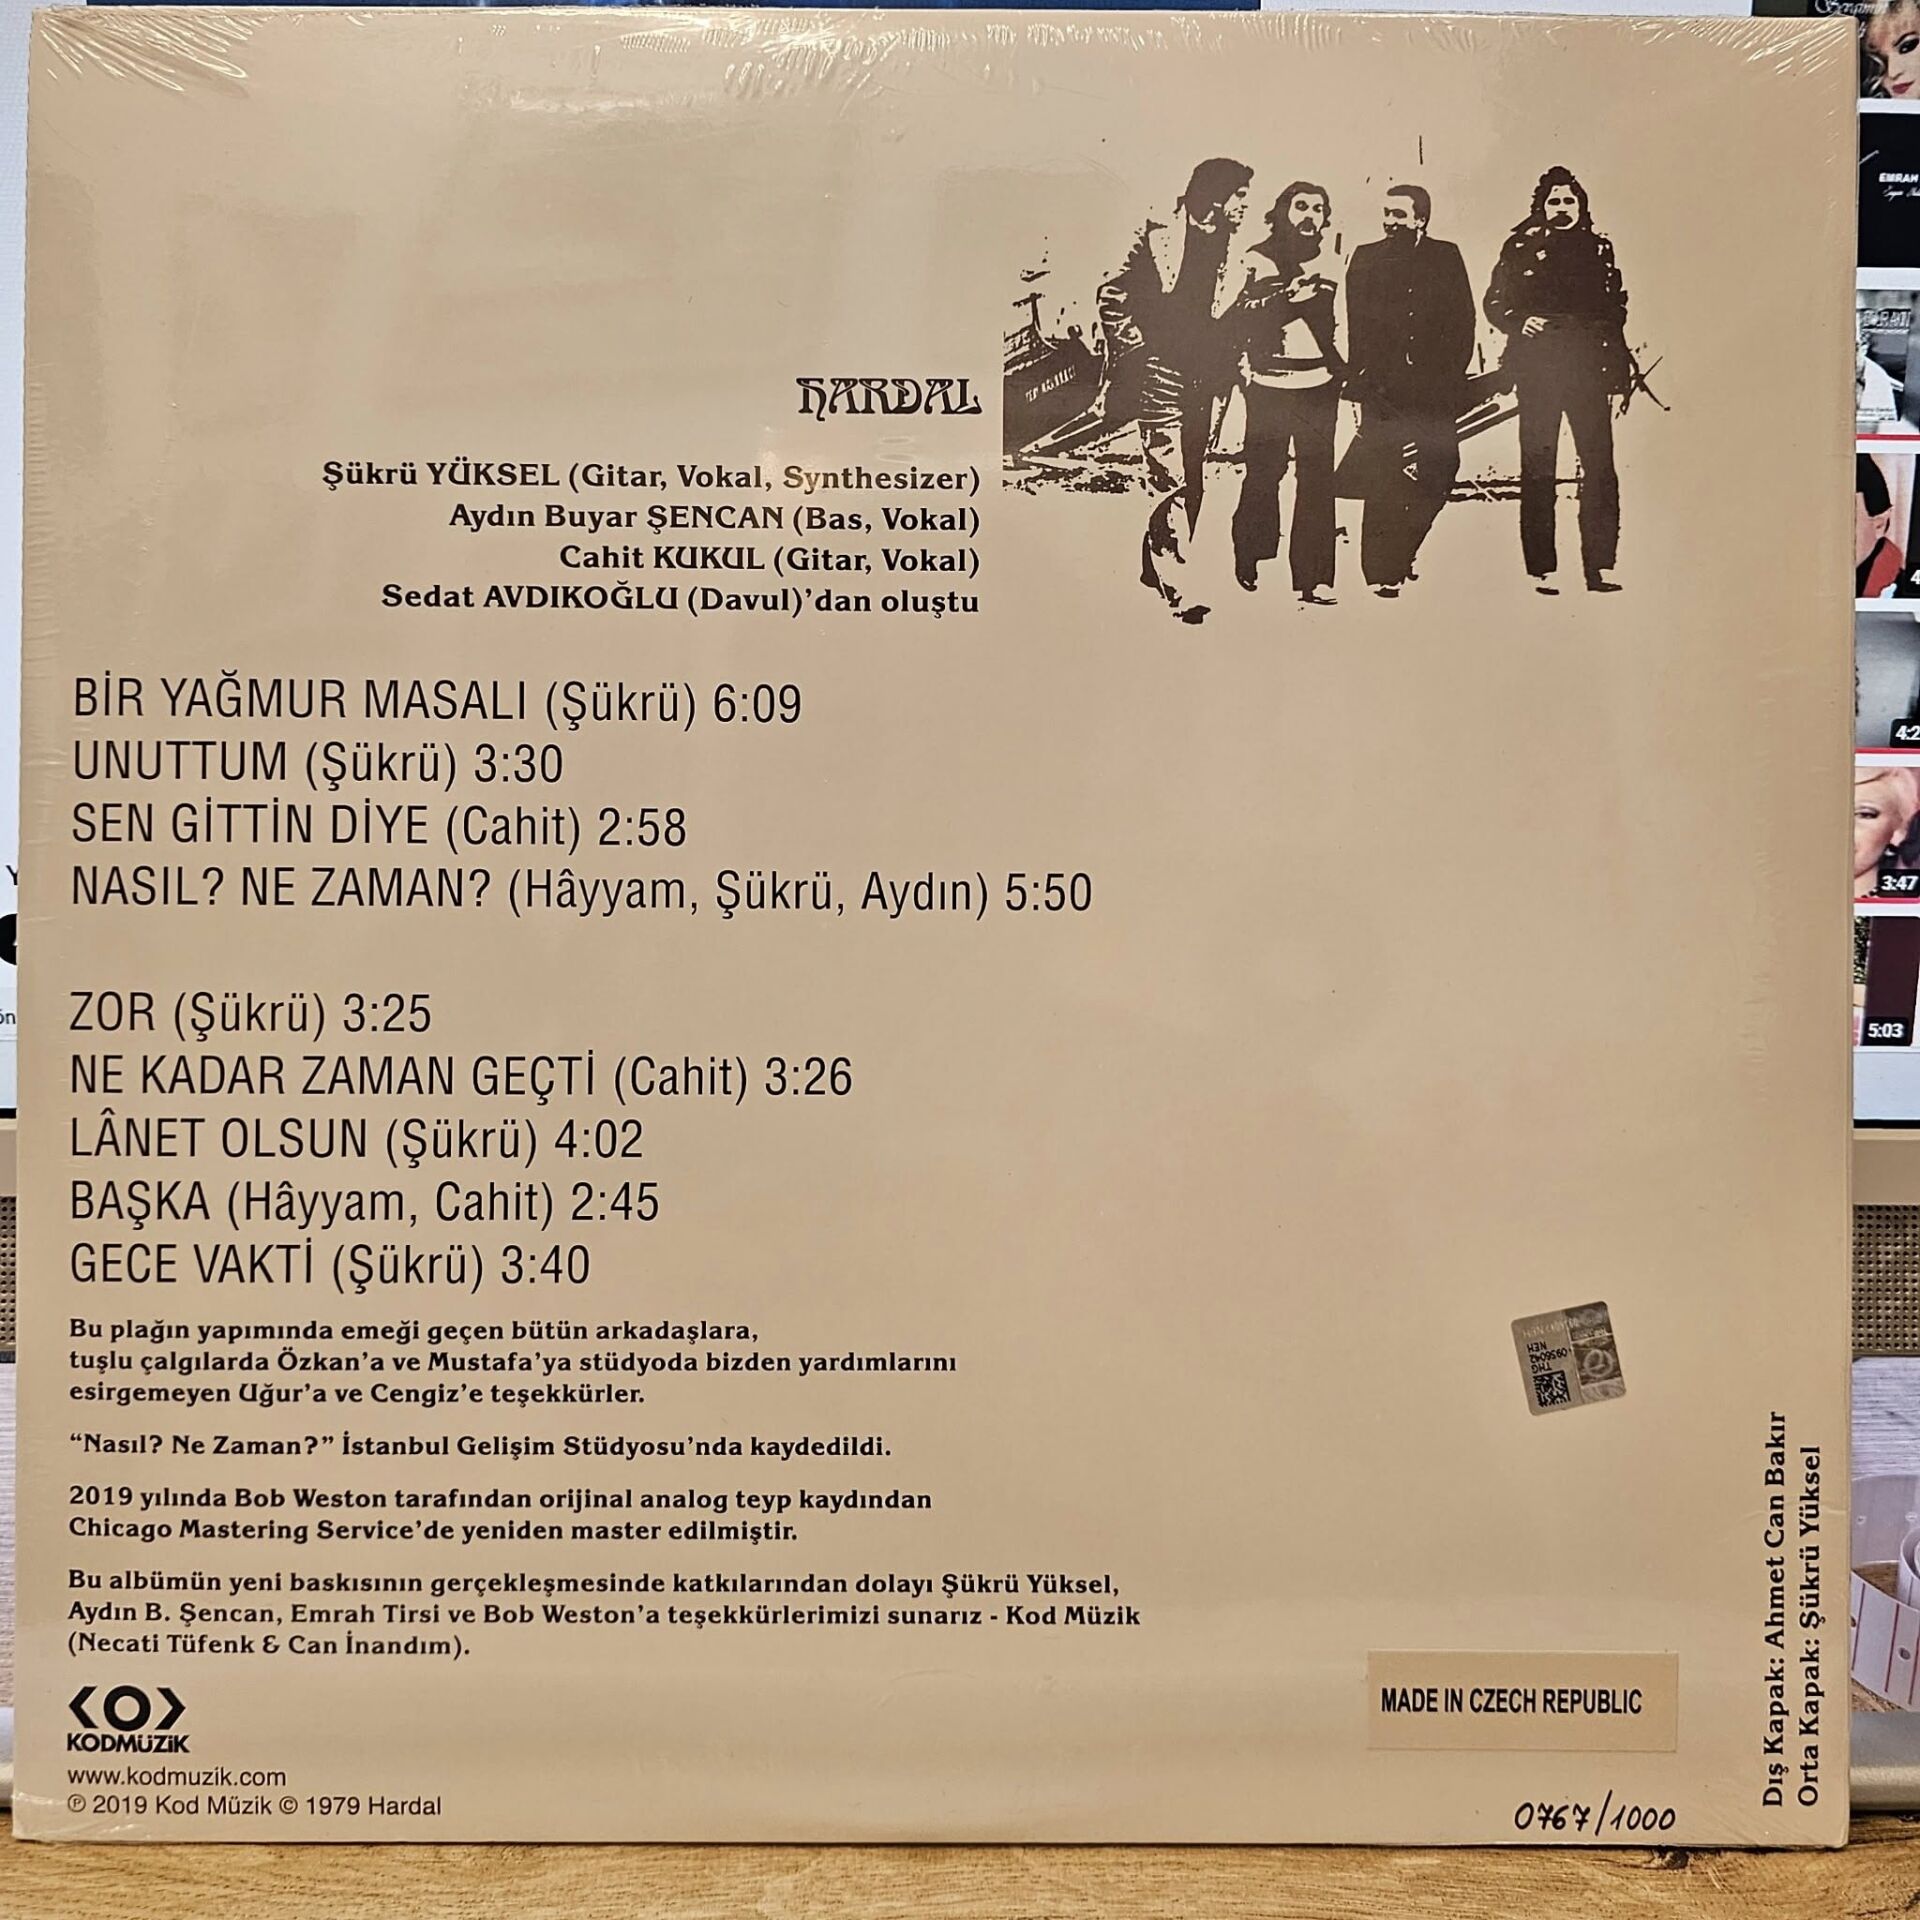 HARDAL
Şükrü YÜKSEL (Gitar, Vokal, Synthesizer)
Aydın Buyar ŞENCAN (Bas, Vokal)
Cahit KUKUL (Gitar, Vokal)
Sedat AVDIKOĞLU (Davul)'dan oluştu
BİR YAĞMUR MASALI (Şükrü) 6:09
UNUTTUM (Şükrü) 3:30
SEN GİTTİN DİYE (Cahit) 2:58
NASIL? NE ZAMAN? (Hâyyam, Şükrü, Aydın) 5:50
ZOR (Şükrü) 3:25
NE KADAR ZAMAN GEÇTİ (Cahit) 3:26
LÂNET OLSUN (Şükrü) 4:02
BAŞKA (Hâyyam, Cahit) 2:45
GECE VAKTİ (Şükrü) 3:40
Bu plağın yapımında emeği geçen bütün arkadaşlara,
tuşlu çalgılarda Özkan'a ve Mustafa'ya stüdyoda bizden yardımlarını
esirgemeyen Uğur'a ve Cengiz'e teşekkürler.
“Nasıl? Ne Zaman?” İstanbul Gelişim Stüdyosu'nda kaydedildi.
2019 yılında Bob Weston tarafından orijinal analog teyp kaydından
Chicago Mastering Service'de yeniden master edilmiştir.
Bu albümün yeni baskısının gerçekleşmesinde katkılarından dolayı Şükrü Yüksel,
Aydın B. Şencan, Emrah Tirsi ve Bob Weston'a teşekkürlerimizi sunarız - Kod Müzik
(Necati Tüfenk & Can İnandım).
KODMÜZİK
www.kodmuzik.com
℗ 2019 Kod Müzik © 1979 Hardal
MADE IN CZECH REPUBLIC
0767/1000
Dış Kapak: Ahmet Can Bakır
Orta Kapak: Şükrü Yüksel
NEH
THG
0956042
EMRAH
3:47
5:03